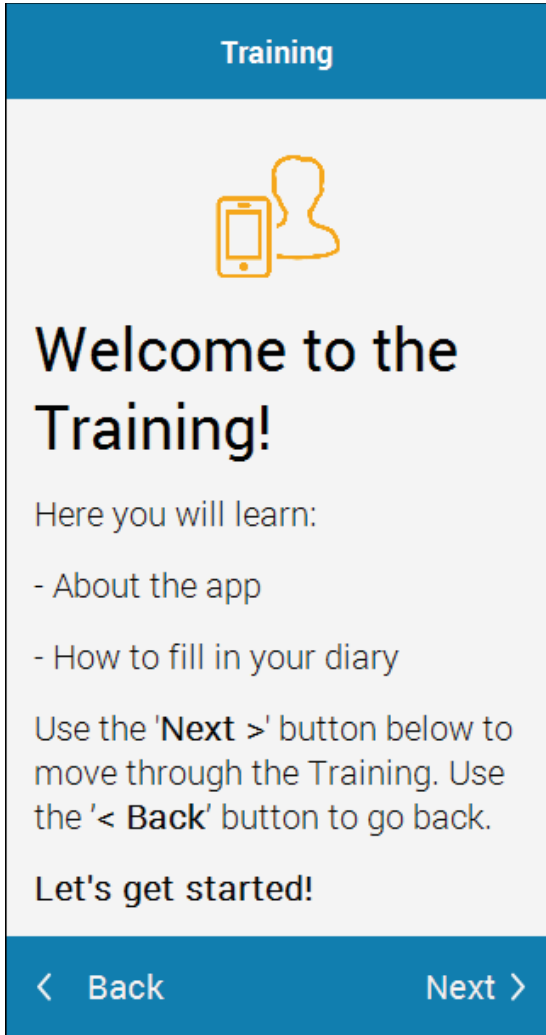 Training
Welcome to the
Training!
Here you will learn:
- About the app
- How to fill in your diary
Use the 'Next >' button below to
move through the Training. Use
the '< Back' button to go back.
Let's get started!
< Back
Next >